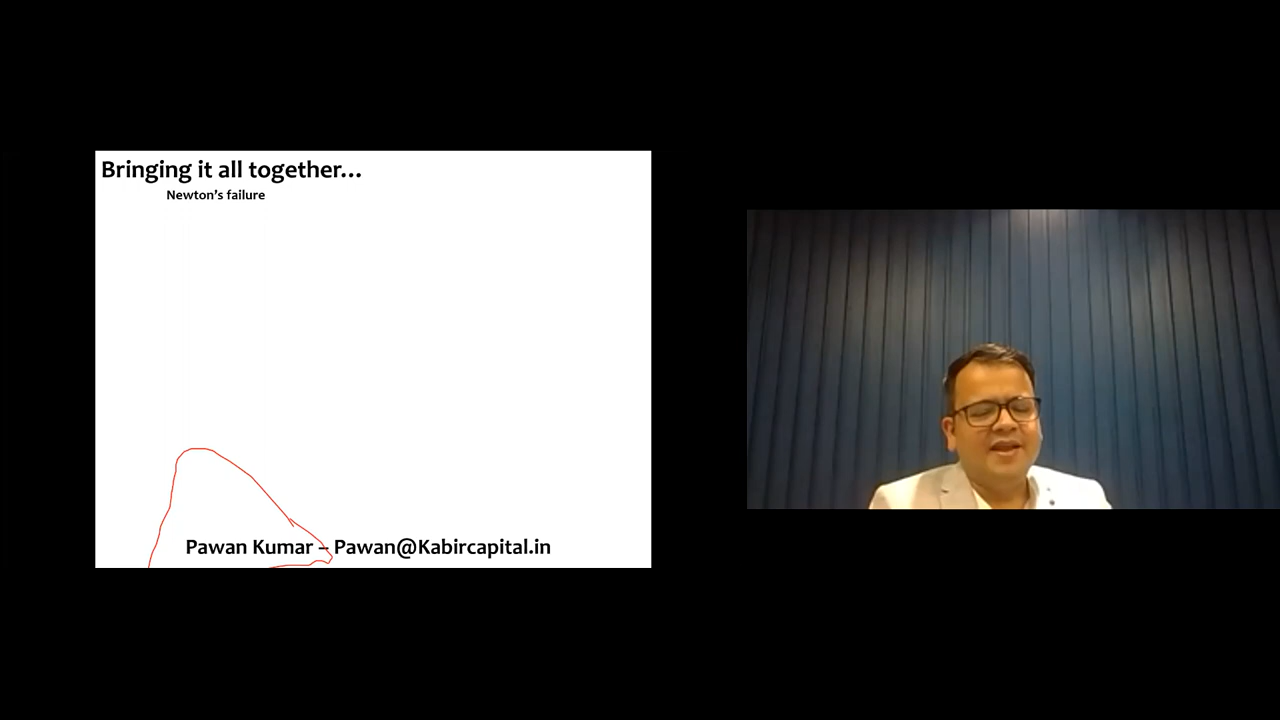 Bringing it all together...
Newton's failure
Pawan Kumar – Pawan@Kabircapital.in